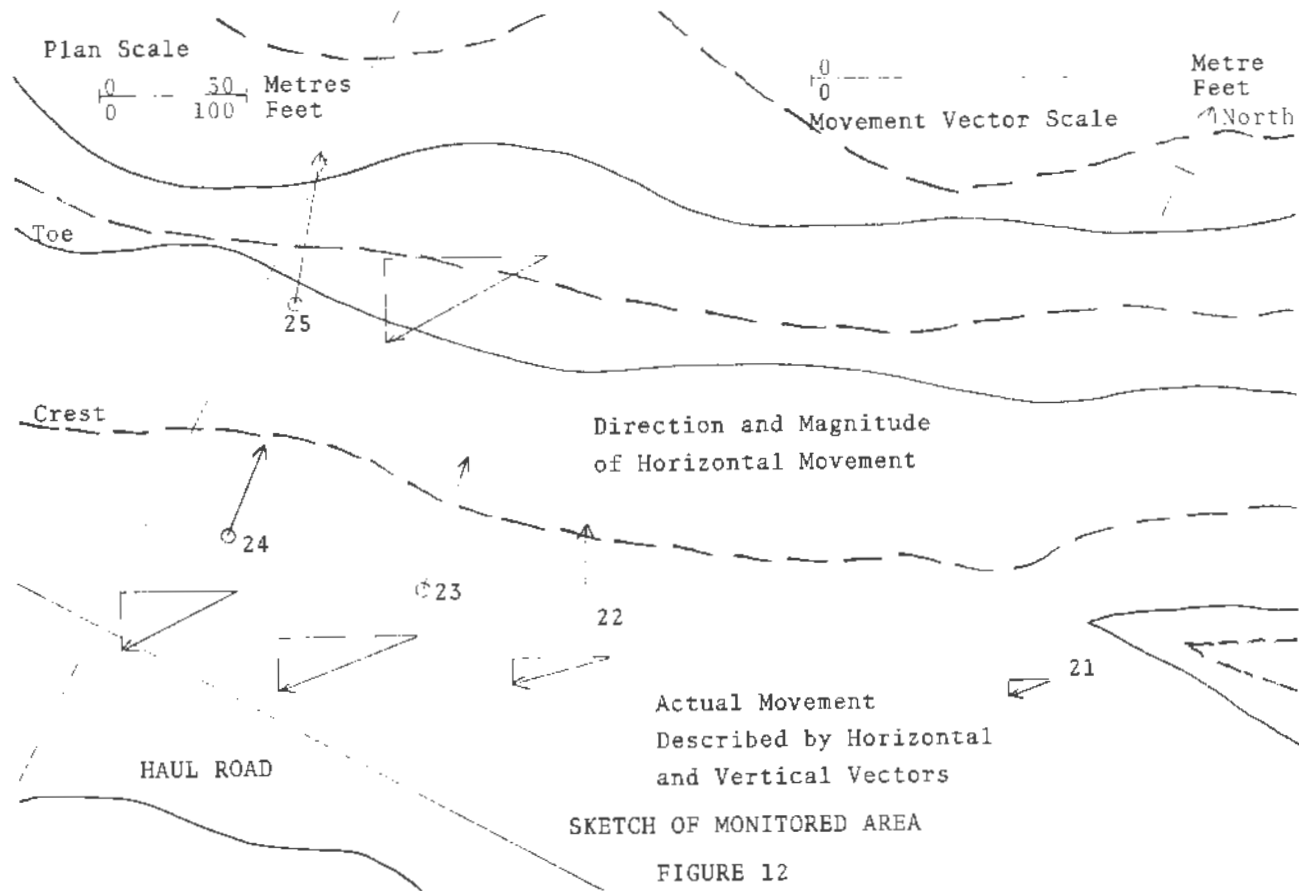 Plan Scale
0 30 Metres
0 100 Feet
0
0
Metre
Feet
Movement Vector Scale
North
Toe
25
Crest
Direction and Magnitude
of Horizontal Movement
24
23
22
21
Actual Movement
Described by Horizontal
and Vertical Vectors
HAUL ROAD
SKETCH OF MONITORED AREA
FIGURE 12